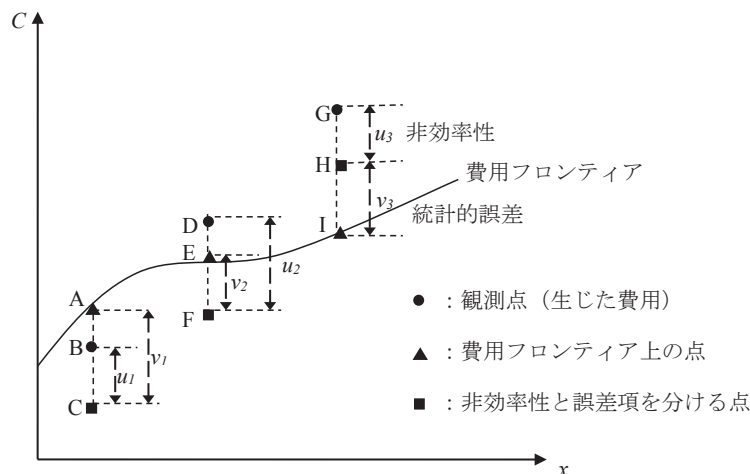 C
G
u3 非効率性
H
費用フロンティア
v3
統計的誤差
I
D
E
v2
u2
F
A
B
v1
u1
C
● ：観測点（生じた費用）
▲ ：費用フロンティア上の点
■ ：非効率性と誤差項を分ける点
x